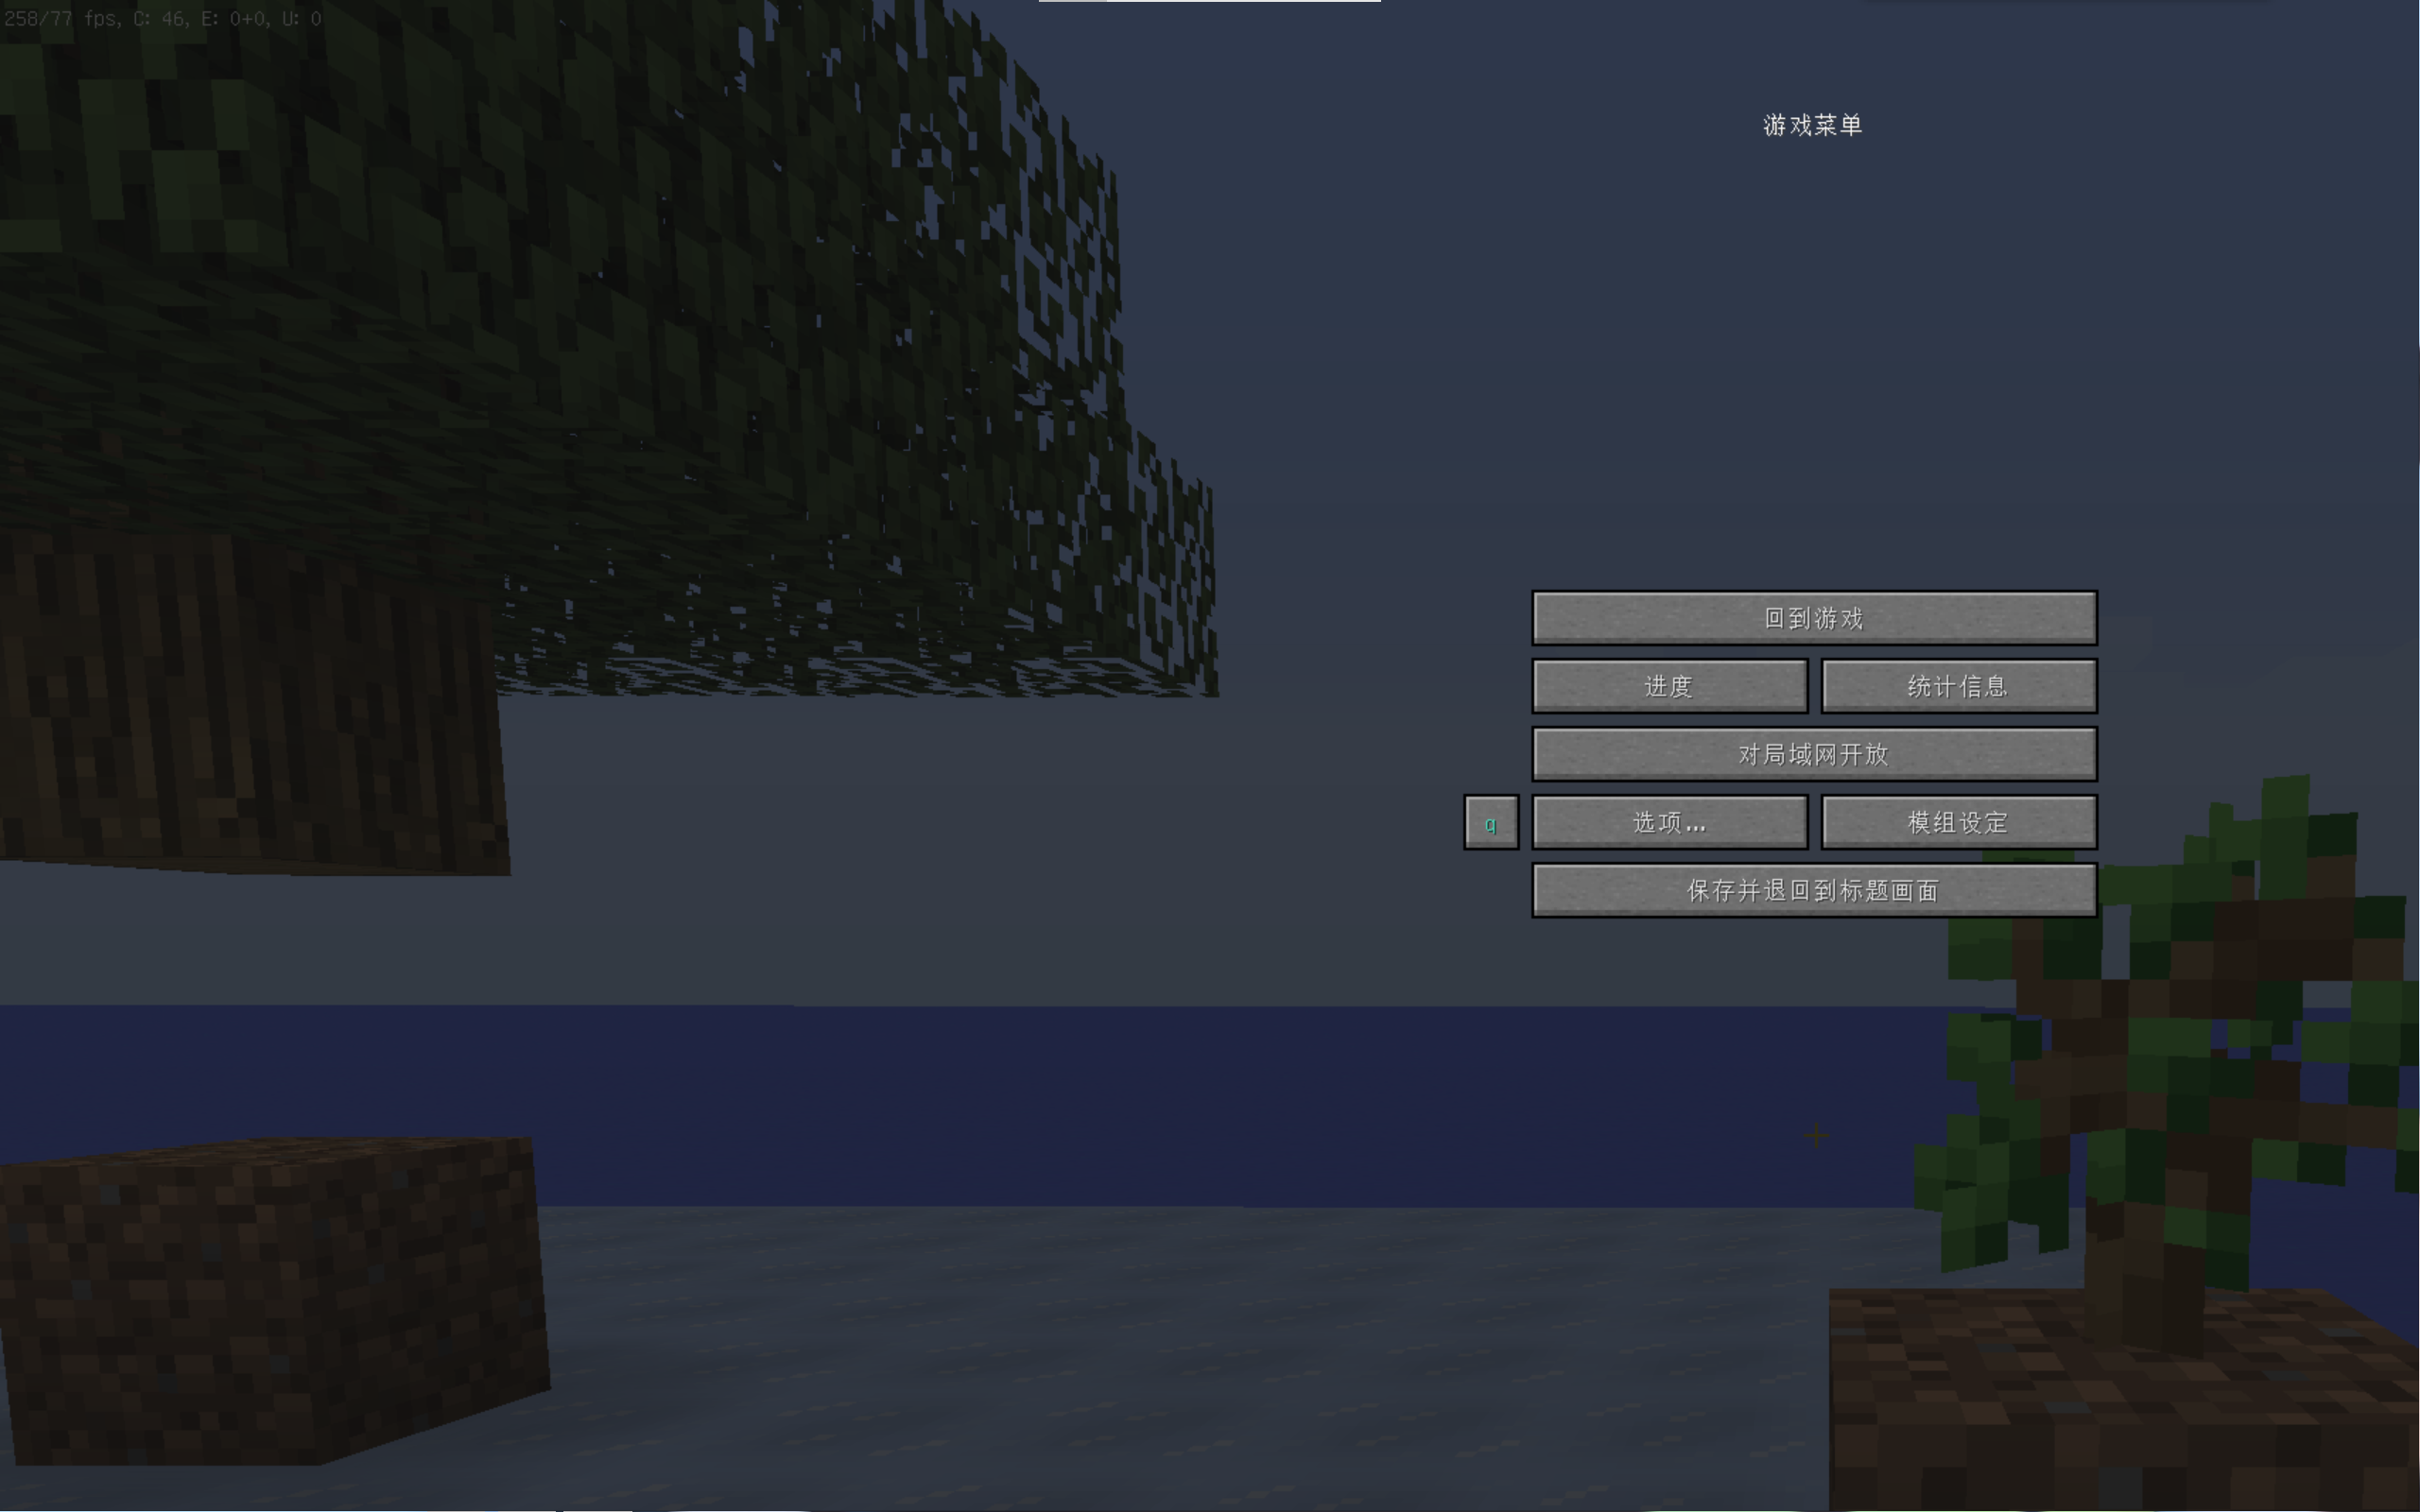 258/77 fps, C: 46, E: 0+0, U: 0
游戏菜单
回到游戏
进度
统计信息
对局域网开放
q
选项...
模组设定
保存并退回到标题画面